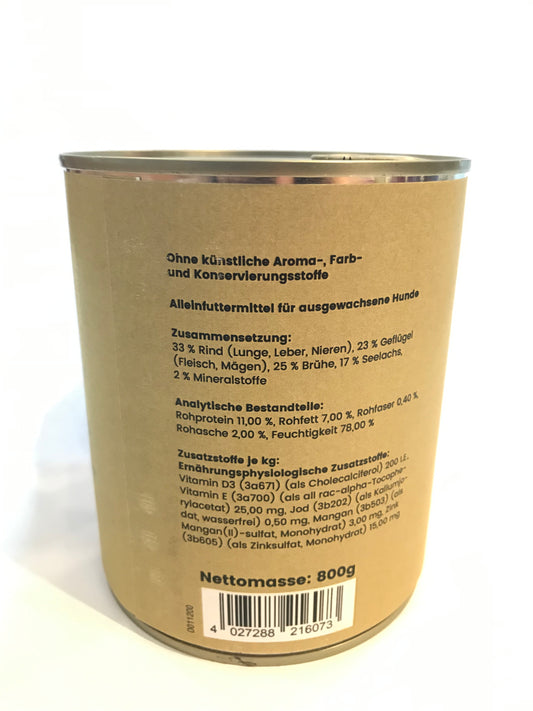 Ohne künstliche Aroma-, Farb-
und Konservierungsstoffe
Alleinfuttermittel für ausgewachsene Hunde
Zusammensetzung:
33 % Rind (Lunge, Leber, Nieren), 23 % Geflügel
(Fleisch, Mägen), 25 % Brühe, 17 % Seelachs,
2 % Mineralstoffe
Analytische Bestandteile:
Rohprotein 11,00 %, Rohfett 7,00 %, Rohfaser 0,40 %,
Rohasche 2,00 %, Feuchtigkeit 78,00 %
Zusatzstoffe je kg:
Ernährungsphysiologische Zusatzstoffe:
Vitamin D3 (3a671) (als Cholecalciferol) 200 I.E.
Vitamin E (3a700) (als all rac-alpha-Tocophe-
rylacetat) 25,00 mg, Jod (3b202) (als Kaliumjo-
dat, wasserfrei) 0,50 mg, Mangan (3b503) (als
Mangan(II)-sulfat, Monohydrat) 3,00 mg, Zink
(3b605) (als Zinksulfat, Monohydrat) 15,00 mg
Nettomasse: 800g
0011200
4 027288 216073